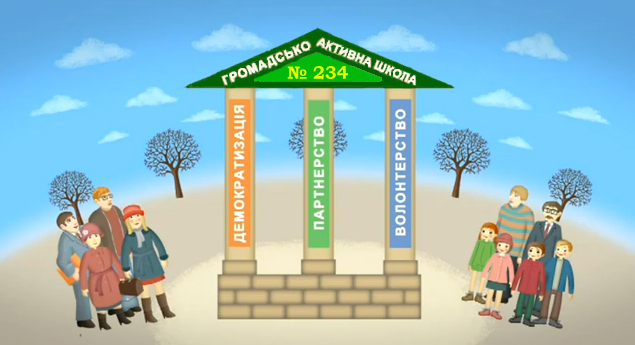 ГРОМАДСЬКО АКТИВНА ШКОЛА
№ 234
ДЕМОКРАТИЗАЦІЯ
ПАРТНЕРСТВО
ВОЛОНТЕРСТВО